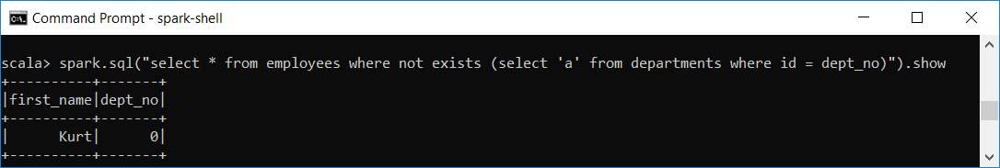 Command Prompt - spark-shell
scala> spark.sql("select * from employees where not exists (select 'a' from departments where id = dept_no)").show
+----------+-------+
|first_name|dept_no|
+----------+-------+
|      Kurt|      0|
+----------+-------+